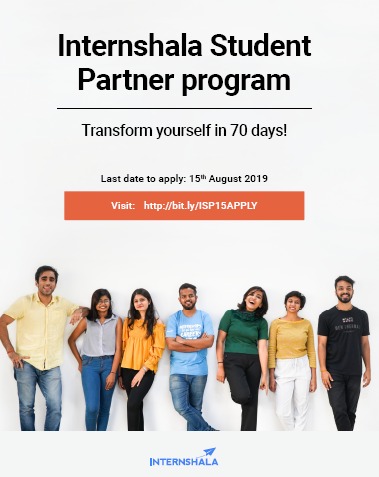 Internshala Student
Partner program
Transform yourself in 70 days!
Last date to apply: 15th August 2019
Visit: http://bit.ly/ISP15APPLY
INTERNSHALA